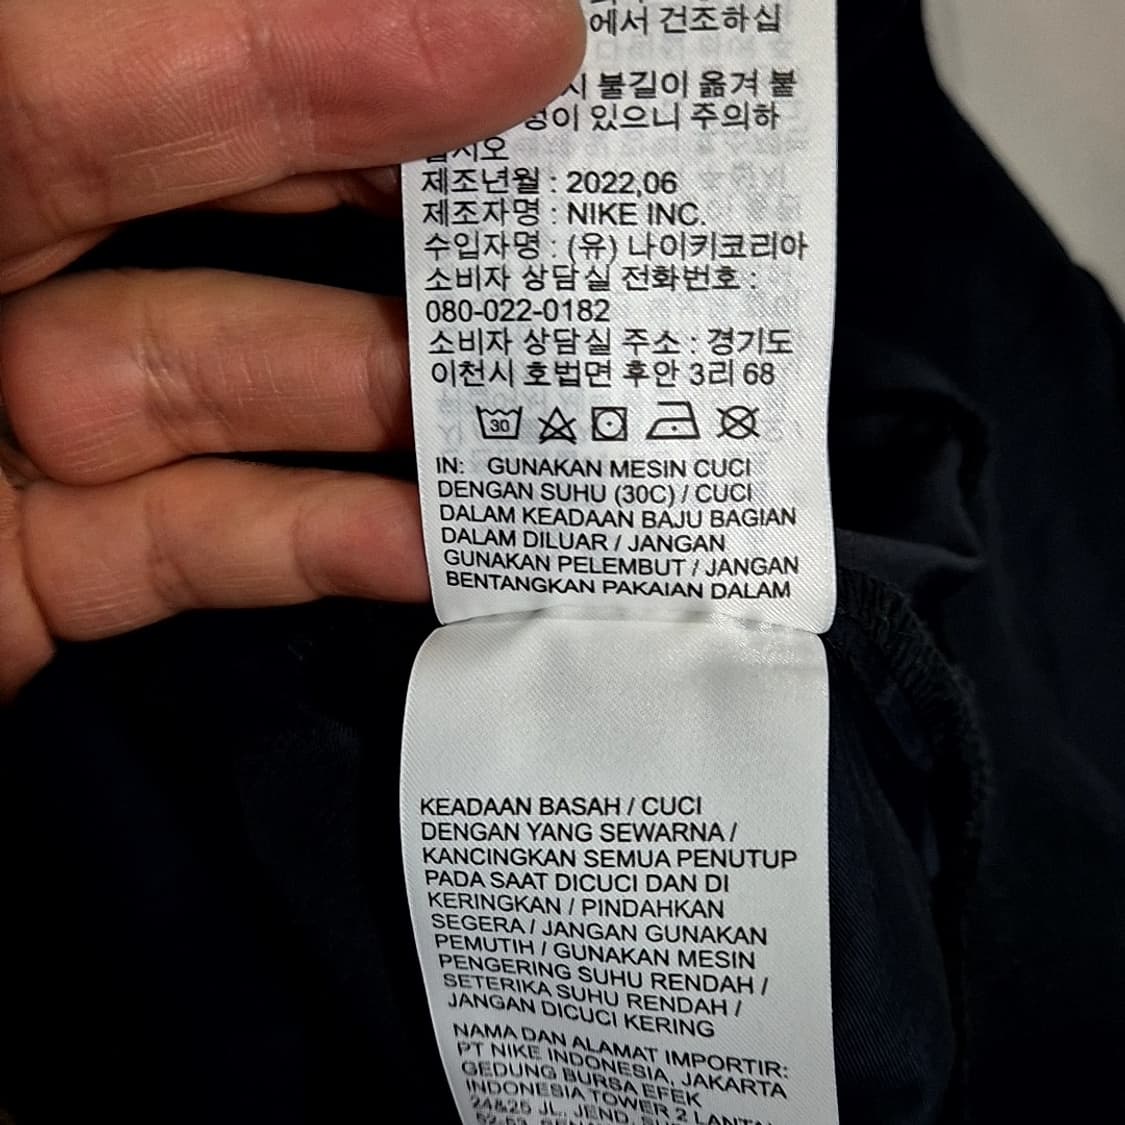 에서 건조하십
불길이 옮겨 붙
있으니 주의하
십시오
제조년월 : 2022,06
제조자명 : NIKE INC.
수입자명 : (유) 나이키코리아
소비자 상담실 전화번호 :
080-022-0182
소비자 상담실 주소 : 경기도
이천시 호법면 후안 3리 68
30
IN: GUNAKAN MESIN CUCI
DENGAN SUHU (30C) / CUCI
DALAM KEADAAN BAJU BAGIAN
DALAM DILUAR / JANGAN
GUNAKAN PELEMBUT / JANGAN
BENTANGKAN PAKAIAN DALAM
KEADAAN BASAH / CUCI
DENGAN YANG SEWARNA /
KANCINGKAN SEMUA PENUTUP
PADA SAAT DICUCI DAN DI
KERINGKAN / PINDAHKAN
SEGERA / JANGAN GUNAKAN
PEMUTIH / GUNAKAN MESIN
PENGERING SUHU RENDAH /
SETERIKA SUHU RENDAH /
JANGAN DICUCI KERING
NAMA DAN ALAMAT IMPORTIR:
PT NIKE INDONESIA, JAKARTA
GEDUNG BURSA EFEK
INDONESIA TOWER 2 LANTAI
24&25 JL. JEND.